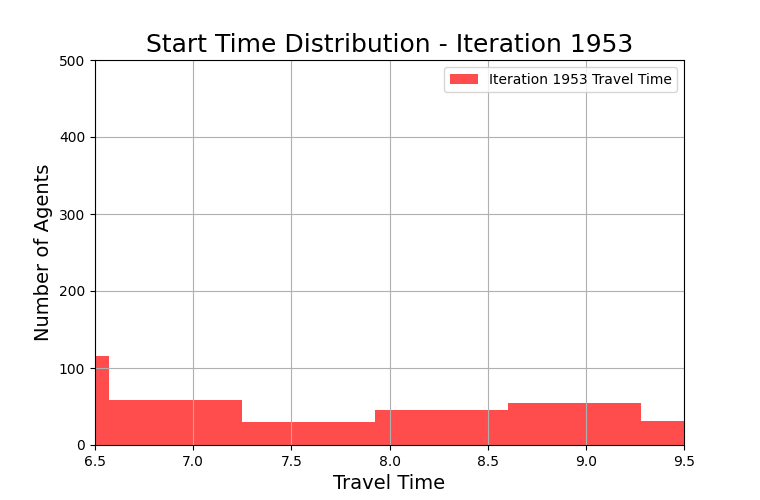 Start Time Distribution - Iteration 1953
Iteration 1953 Travel Time
Number of Agents
500
400
300
200
100
0
6.5 7.0 7.5 8.0 8.5 9.0 9.5
Travel Time